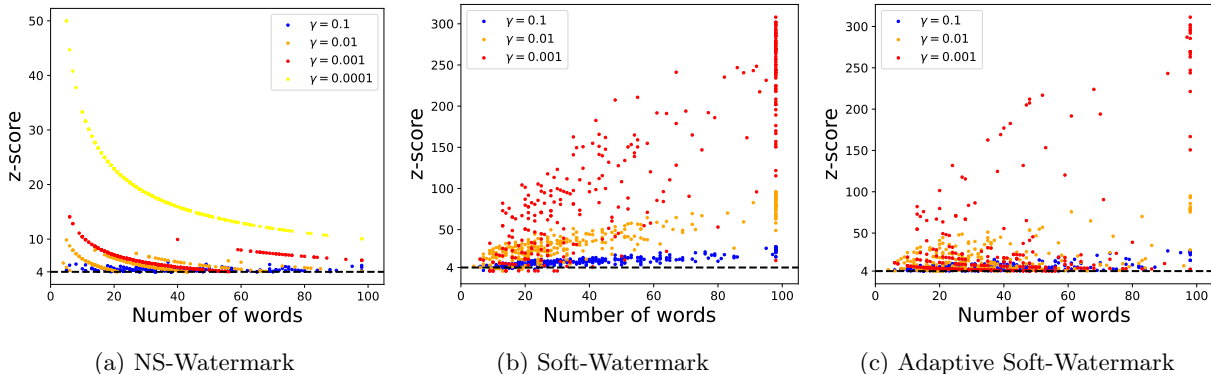 γ = 0.1
γ = 0.01
γ = 0.001
γ = 0.0001
50
40
30
20
10
4
z-score
0 20 40 60 80 100
Number of words
(a) NS-Watermark
γ = 0.1
γ = 0.01
γ = 0.001
300
250
200
150
100
50
4
z-score
0 20 40 60 80 100
Number of words
(b) Soft-Watermark
γ = 0.1
γ = 0.01
γ = 0.001
300
250
200
150
100
50
4
z-score
0 20 40 60 80 100
Number of words
(c) Adaptive Soft-Watermark